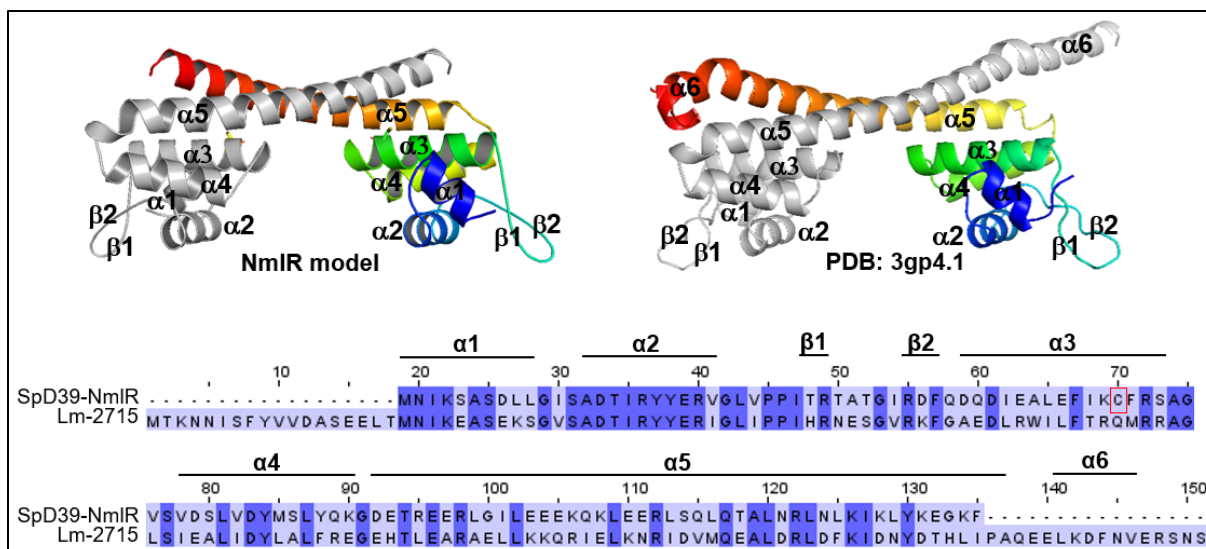 α6
α5 α5 α6 α5 α5
α3 α3 α3 α3
α4 α4 α4 α4
α1 α1 α1 α1
β2 β1 α2 α2 β1 β2 β2 β1 α2 α2 β1 β2
NmlR model PDB: 3gp4.1
α1 α2 β1 β2 α3
10 20 30 40 50 60 70
SpD39-NmlR - - - - - - - - - - - - - - - - - - MNIKSASDLLGISADTIRYYERVGLVPPITRTATGIRDFQDQDIEALEFIKCFRSAG
Lm-2715 MTKNNISFYVVDASEELTMNIKEASEKSGVSADTIRYYERIGLIPPIHRNESGVRKFGAEDLRWILFTRQMRRAG
α4 α5 α6
80 90 100 110 120 130 140 150
SpD39-NmlR VSVDSLVDYMSLYQKGDETREERLGILEEEKQKLEERLSQLQTALNRLNLKIKLYKEGKF - - - - - - - - - - - - - - - -
Lm-2715 LSIEALIDYLALFREGEHTLEARAELLKKQRIELKNRIDVMQEALDRLDFKIDNYDTHLIPAQEELKDFNVERSNS